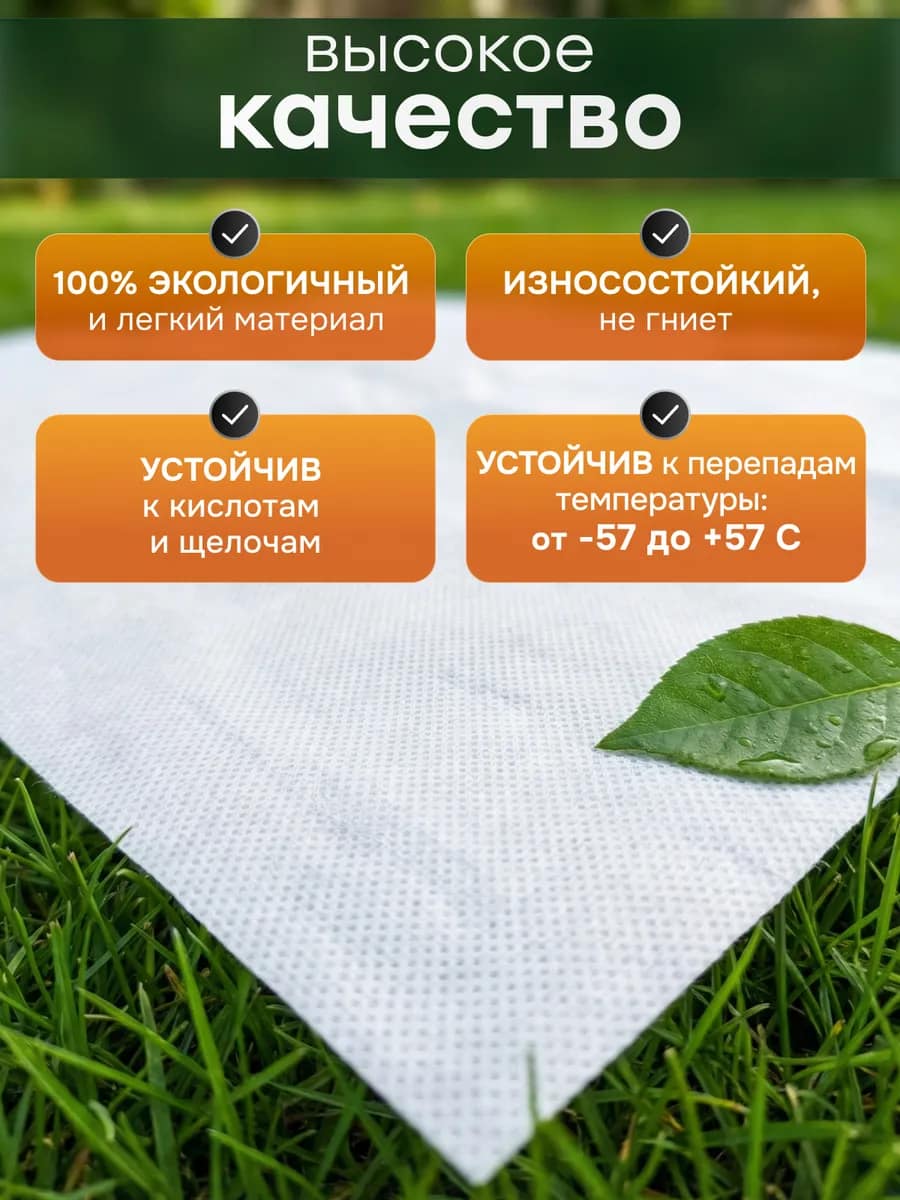 высокое
качество
100% ЭКОЛОГИЧНЫЙ
и легкий материал
ИЗНОСОСТОЙКИЙ,
не гниет
УСТОЙЧИВ
к кислотам
и щелочам
УСТОЙЧИВ к перепадам
температуры:
от -57 до +57 С